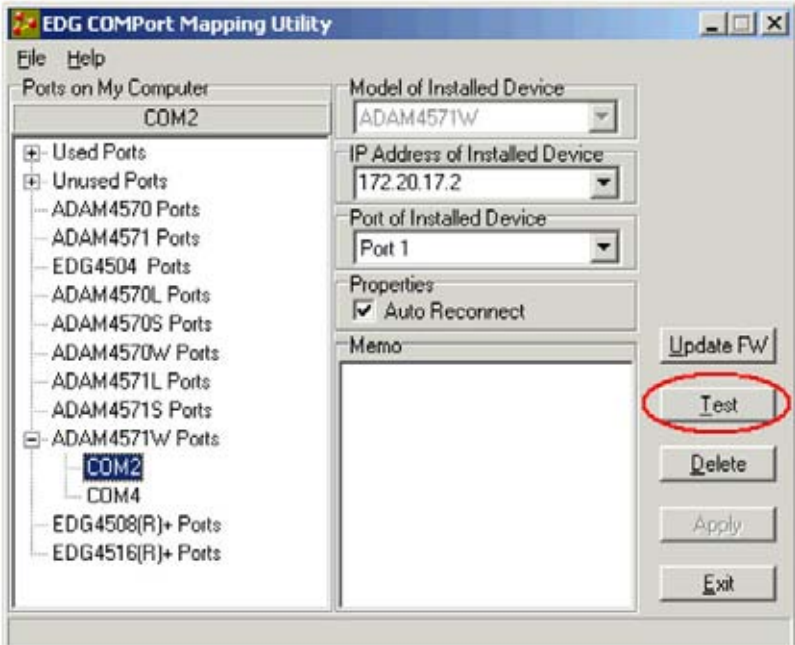 EDG COMPort Mapping Utility
File Help
Ports on My Computer
COM2
Used Ports
Unused Ports
ADAM4570 Ports
ADAM4571 Ports
EDG4504 Ports
ADAM4570L Ports
ADAM4570S Ports
ADAM4570W Ports
ADAM4571L Ports
ADAM4571S Ports
ADAM4571W Ports
COM2
COM4
EDG4508(R)+ Ports
EDG4516(R)+ Ports
Model of Installed Device
ADAM4571W
IP Address of Installed Device
172.20.17.2
Port of Installed Device
Port 1
Properties
Auto Reconnect
Memo
Update FW
Test
Delete
Apply
Exit